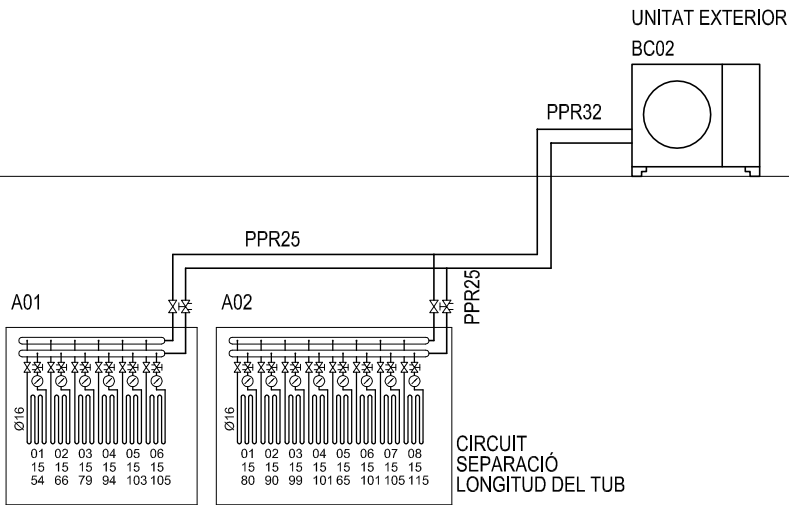 UNITAT EXTERIOR
BC02
PPR32
PPR25
PPR25
A01
A02
Ø16
01 02 03 04 05 06
15 15 15 15 15 15
54 66 79 94 103 105
Ø16
01 02 03 04 05 06 07 08
15 15 15 15 15 15 15 15
80 90 99 101 65 101 105 115
CIRCUIT
SEPARACIÓ
LONGITUD DEL TUB